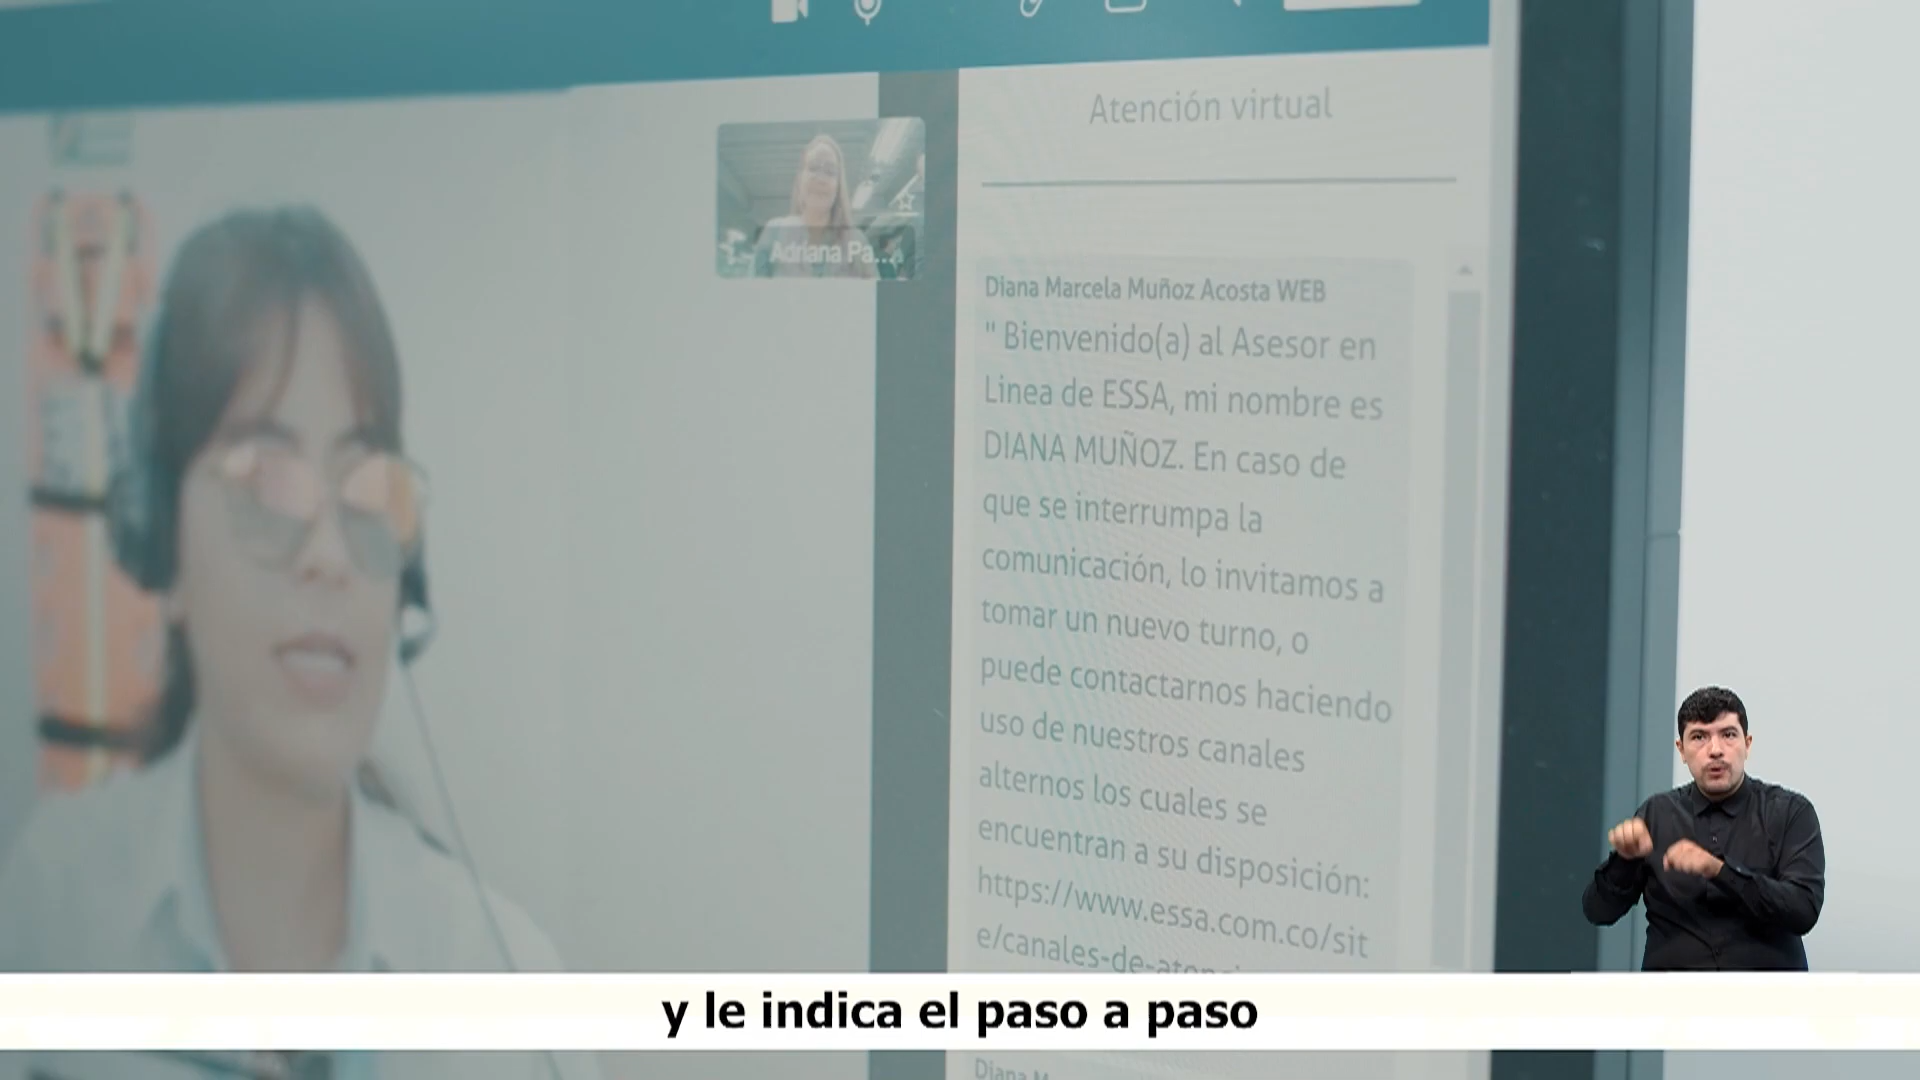 Atención virtual
Adriana Pa...
Diana Marcela Muñoz Acosta WEB
" Bienvenido(a) al Asesor en
Linea de ESSA, mi nombre es
DIANA MUÑOZ. En caso de
que se interrumpa la
comunicación, lo invitamos a
tomar un nuevo turno, o
puede contactarnos haciendo
uso de nuestros canales
alternos los cuales se
encuentran a su disposición:
https://www.essa.com.co/sit
e/canales-de-atenci
y le indica el paso a paso
Diana M